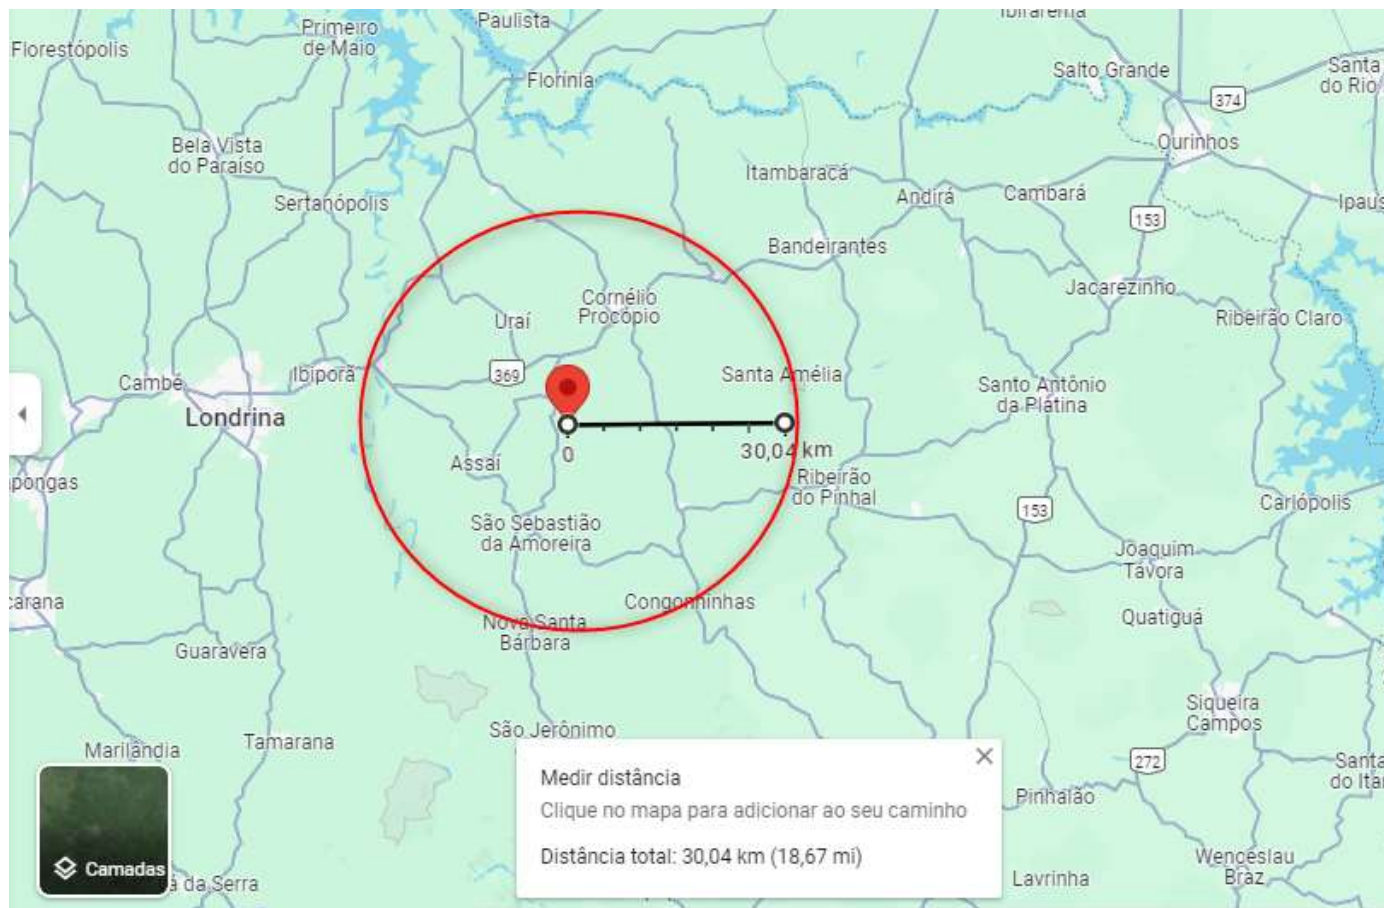 Paulista
Ibirarema
Primeiro
de Maio
Florestópolis
Florínia
Salto Grande
Santa
do Rio
374
Bela Vista
do Paraíso
Ourinhos
Itambaracá
Sertanópolis
Andirá
Cambará
Ipaus
153
Bandeirantes
Jacarezinho
Cornélio
Procópio
Uraí
Ribeirão Claro
Ibiporã
369
Santa Amélia
Cambé
Santo Antônio
da Platina
Londrina
0
30,04 km
Assaí
Ribeirão
do Pinhal
apongas
Carlópolis
153
São Sebastião
da Amoreira
Joaquim
Távora
carana
Congonhinhas
Quatiguá
Nova Santa
Bárbara
Guaravera
Siqueira
Campos
São Jerônimo
Tamarana
Marilândia
272
Santa
do Itar
Medir distância
Clique no mapa para adicionar ao seu caminho
Distância total: 30,04 km (18,67 mi)
Pinhalão
Camadas
á da Serra
Lavrinha
Wenceslau
Braz